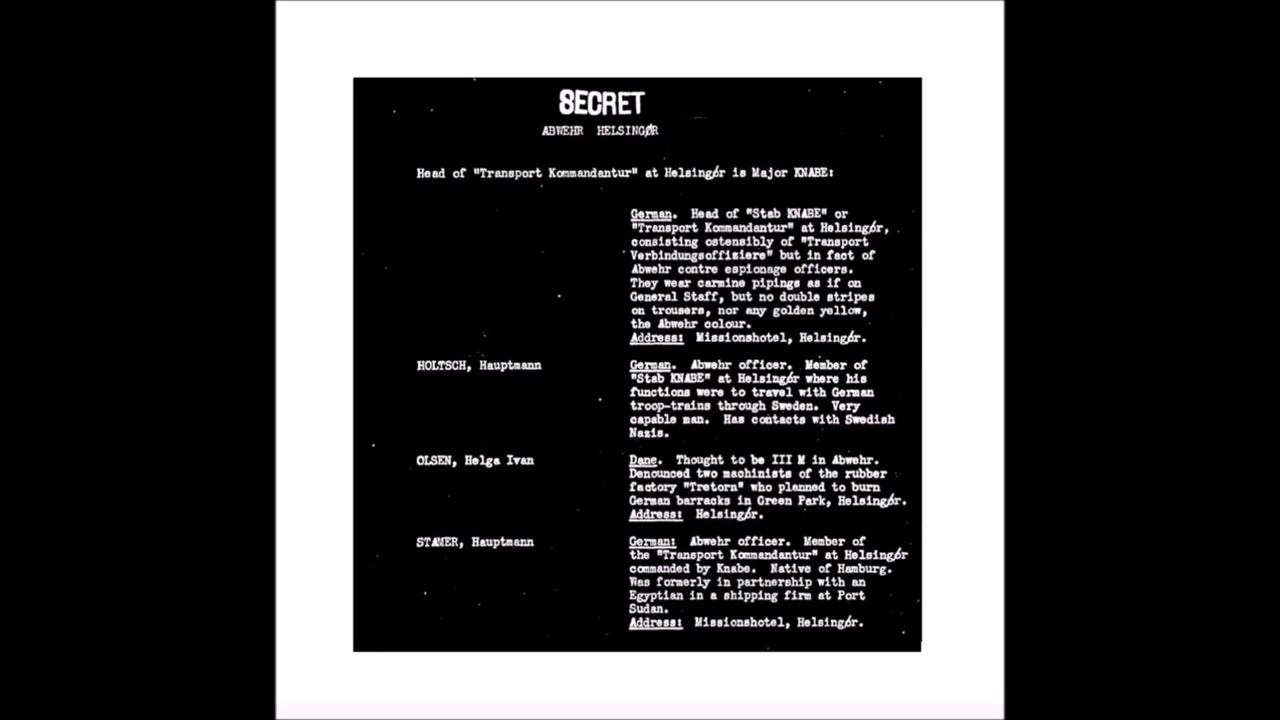 SECRET
ABWEHR HELSINGØR
Head of "Transport Kommandantur" at Helsingør is Major KNABE:
German. Head of "Stab KNABE" or
"Transport Kommandantur" at Helsingør,
consisting ostensibly of "Transport
Verbindungsoffiziere" but in fact of
Abwehr contre espionage officers.
They wear carmine pipings as if on
General Staff, but no double stripes
on trousers, nor any golden yellow,
the Abwehr colour.
Address: Missionshotel, Helsingør.
HOLTSCH, Hauptmann
German. Abwehr officer. Member of
"Stab KNABE" at Helsingør where his
functions were to travel with German
troop-trains through Sweden. Very
capable man. Has contacts with Swedish
Nazis.
OLSEN, Helga Ivan
Dane. Thought to be III M in Abwehr.
Denounced two machinists of the rubber
factory "Tretorn" who planned to burn
German barracks in Green Park, Helsingør.
Address: Helsingør.
STAMER, Hauptmann
German: Abwehr officer. Member of
the "Transport Kommandantur" at Helsingør
commanded by Knabe. Native of Hamburg.
Was formerly in partnership with an
Egyptian in a shipping firm at Port
Sudan.
Address: Missionshotel, Helsingør.